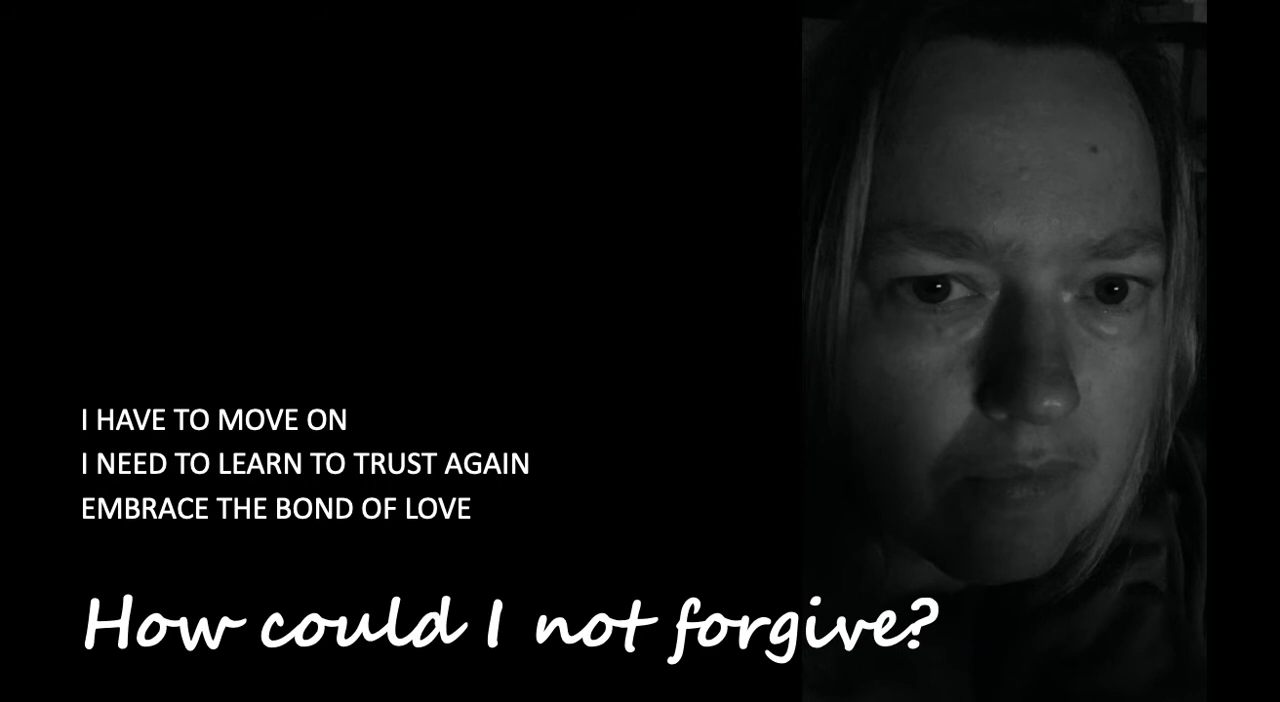 I HAVE TO MOVE ON
I NEED TO LEARN TO TRUST AGAIN
EMBRACE THE BOND OF LOVE
How could I not forgive?